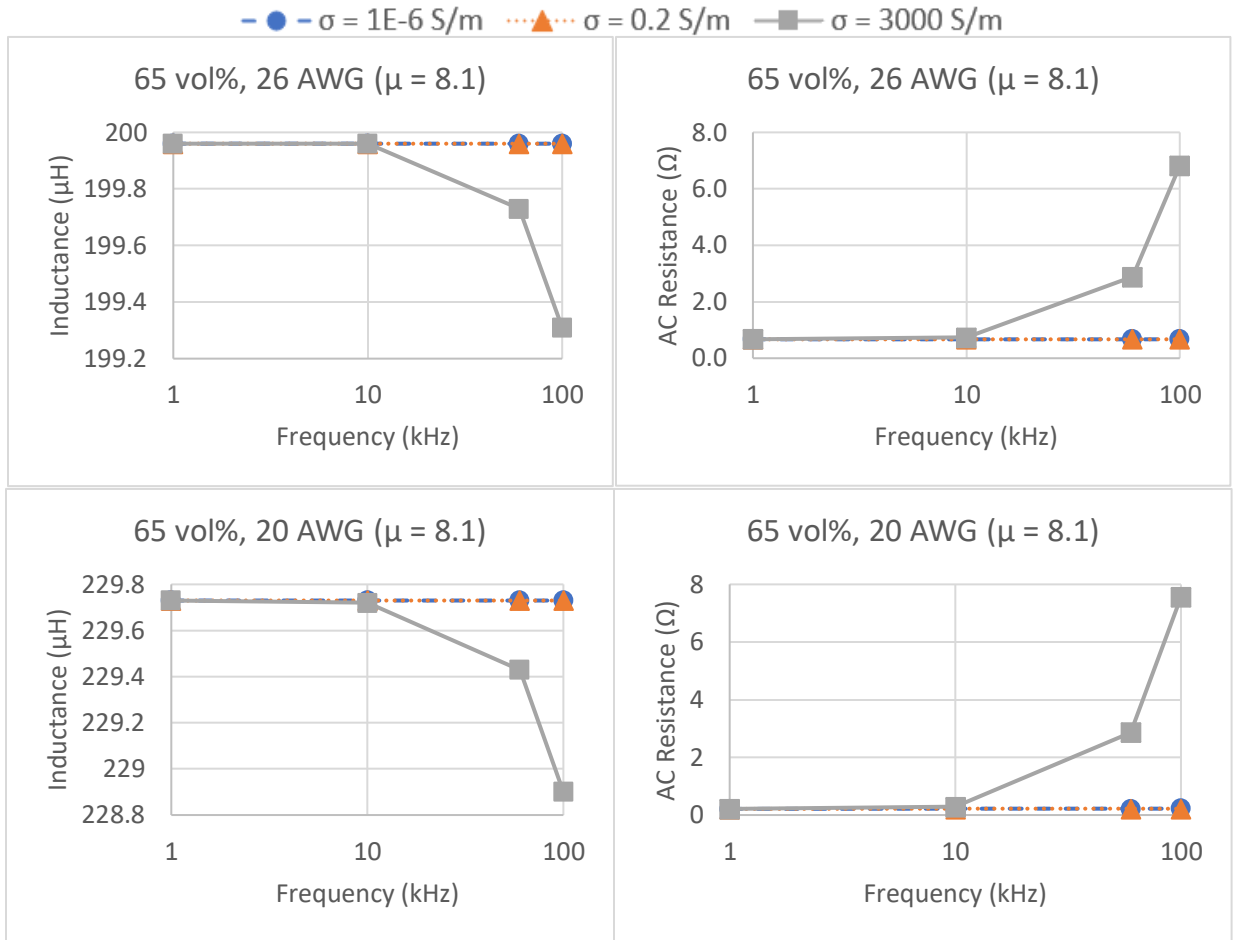 σ = 1E-6 S/m σ = 0.2 S/m σ = 3000 S/m
65 vol%, 26 AWG (μ = 8.1)
Inductance (μH)
200
199.8
199.6
199.4
199.2
1 10 100
Frequency (kHz)
65 vol%, 26 AWG (μ = 8.1)
AC Resistance (Ω)
8.0
6.0
4.0
2.0
0.0
1 10 100
Frequency (kHz)
65 vol%, 20 AWG (μ = 8.1)
Inductance (μH)
229.8
229.6
229.4
229.2
229
228.8
1 10 100
Frequency (kHz)
65 vol%, 20 AWG (μ = 8.1)
AC Resistance (Ω)
8
6
4
2
0
1 10 100
Frequency (kHz)